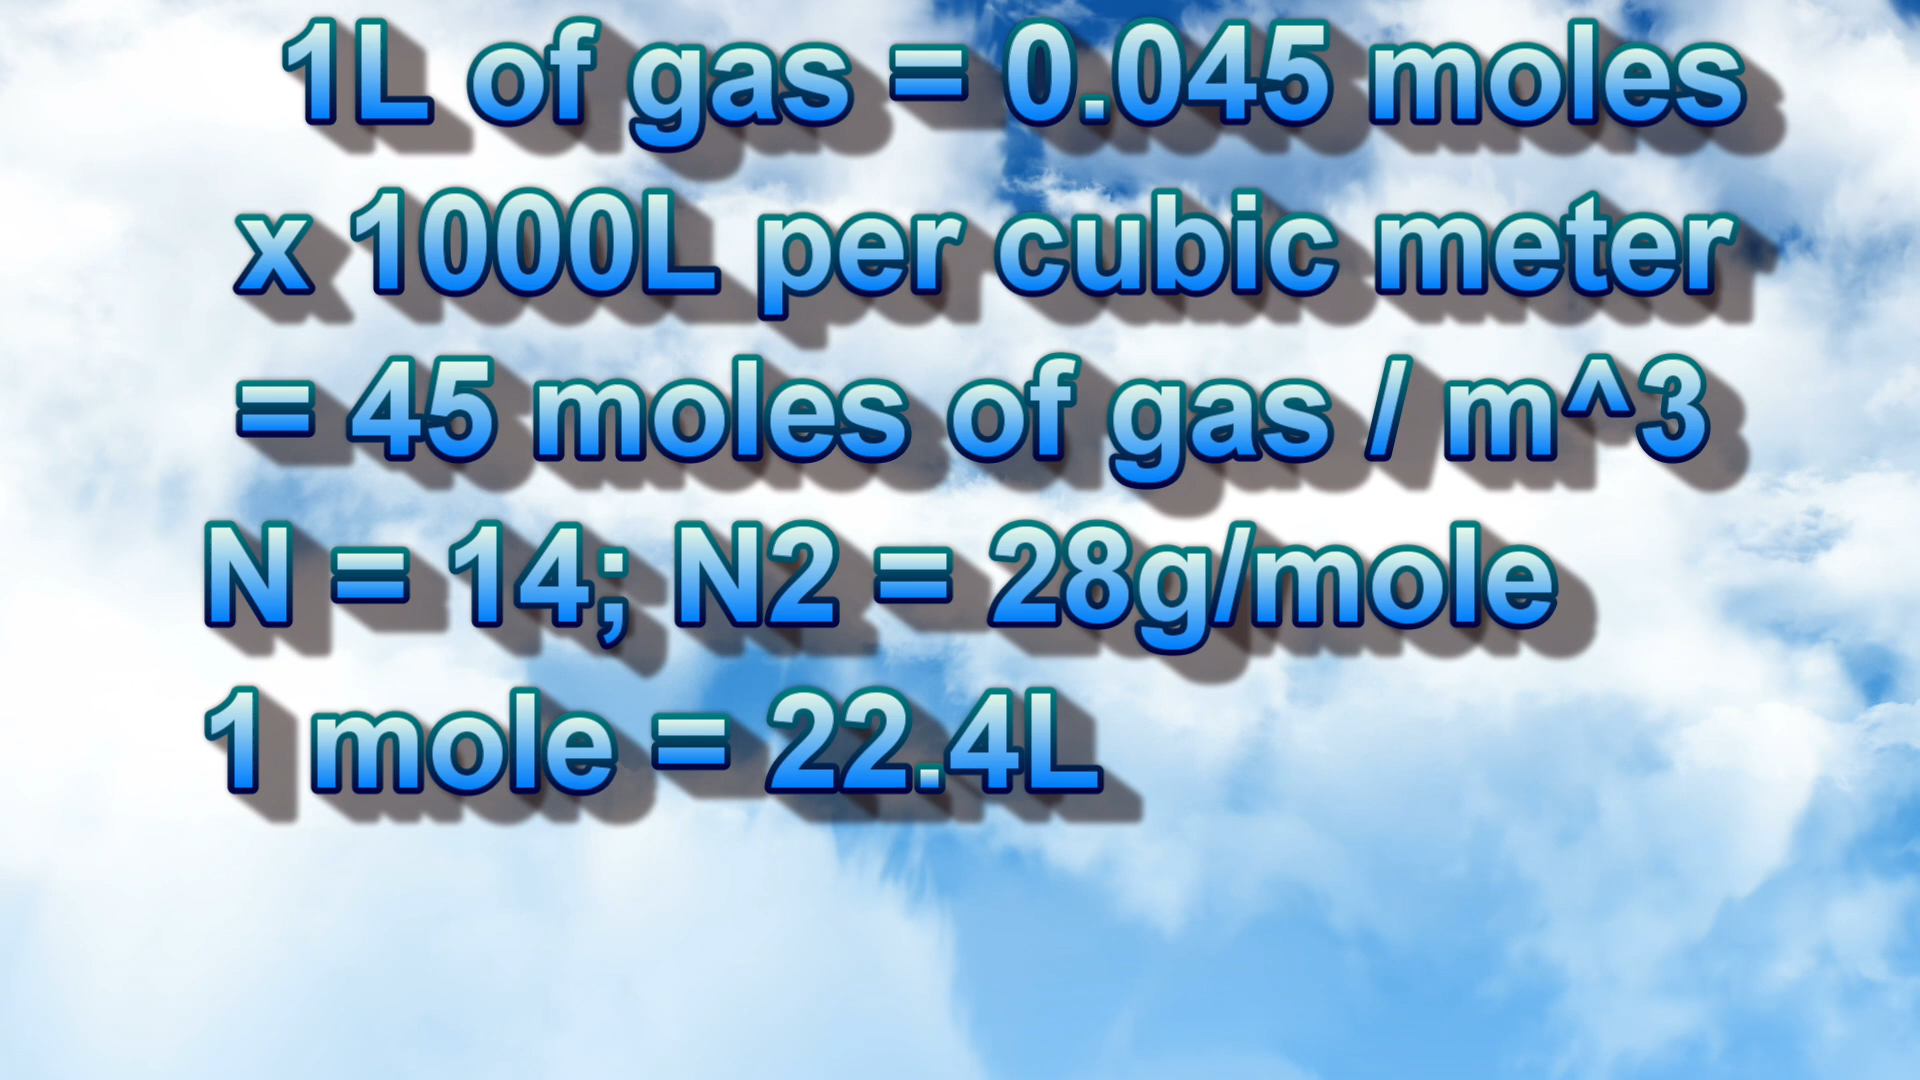 1L of gas = 0.045 moles
x 1000L per cubic meter
= 45 moles of gas / m^3
N = 14; N2 = 28g/mole
1 mole = 22.4L